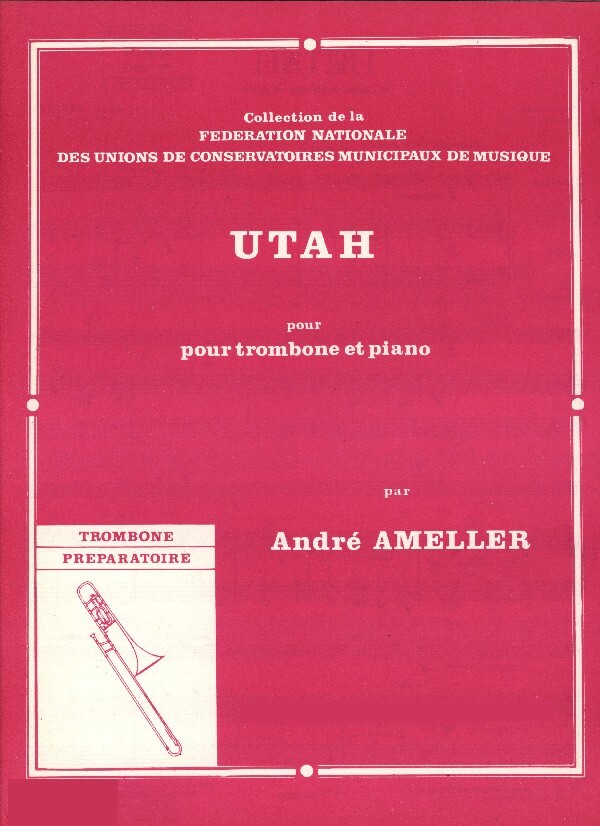 Collection de la
FEDERATION NATIONALE
DES UNIONS DE CONSERVATOIRES MUNICIPAUX DE MUSIQUE
UTAH
pour
pour trombone et piano
par
André AMELLER
TROMBONE
PREPARATOIRE